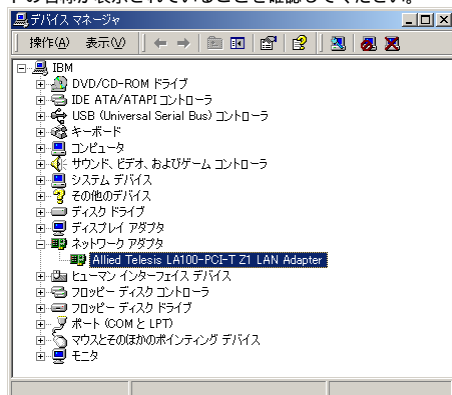 ドの名称が表示されていることを確認してください。
デバイス マネージャ
操作(A) 表示(V)
IBM
DVD/CD-ROM ドライブ
IDE ATA/ATAPI コントローラ
USB (Universal Serial Bus) コントローラ
キーボード
コンピュータ
サウンド、ビデオ、およびゲーム コントローラ
システム デバイス
その他のデバイス
ディスク ドライブ
ディスプレイ アダプタ
ネットワーク アダプタ
Allied Telesis LA100-PCI-T Z1 LAN Adapter
ヒューマン インターフェイス デバイス
フロッピー ディスク コントローラ
フロッピー ディスク ドライブ
ポート (COM と LPT)
マウスとそのほかのポインティング デバイス
モニタ